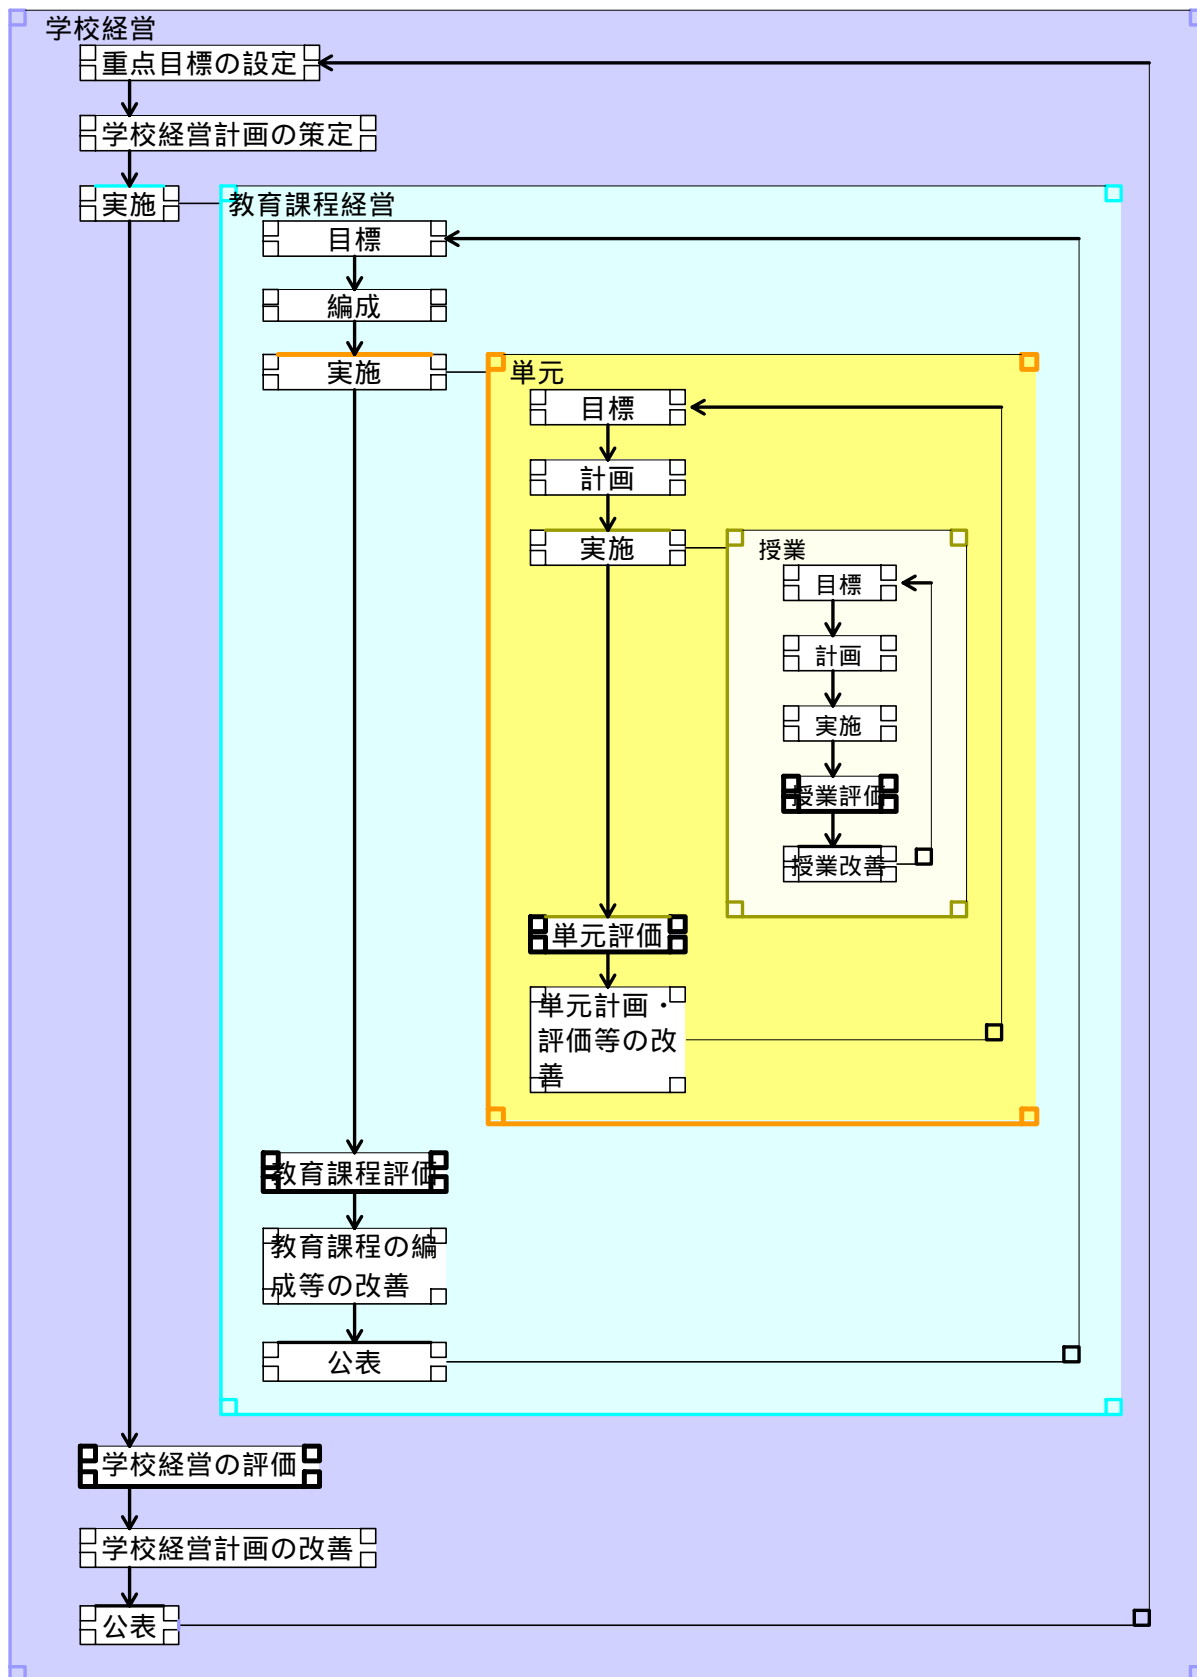 学校経営
重点目標の設定
学校経営計画の策定
実施
教育課程経営
目標
編成
実施
単元
目標
計画
実施
授業
目標
計画
実施
授業評価
授業改善
単元評価
単元計画・
評価等の改
善
教育課程評価
教育課程の編
成等の改善
公表
学校経営の評価
学校経営計画の改善
公表